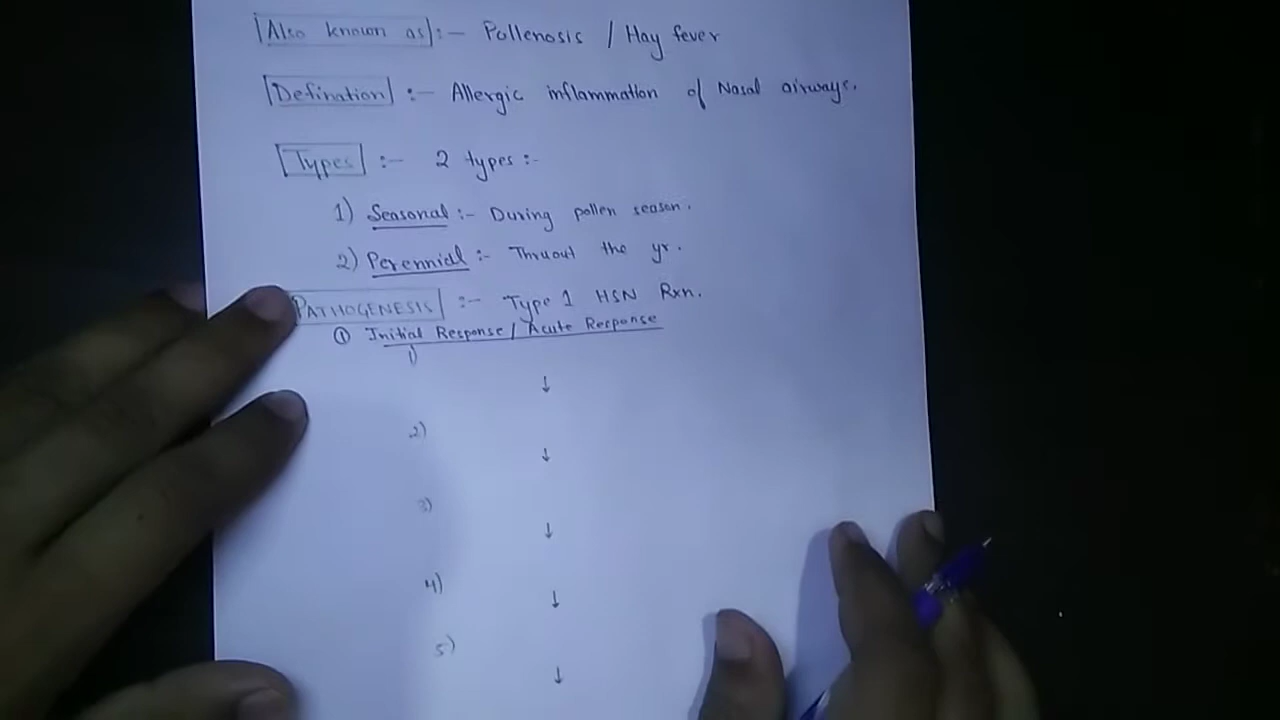 Also known as :- Pollenosis / Hay fever
Defination :- Allergic inflammation of Nasal airways.
Types :- 2 types :-
1) Seasonal :- During pollen season.
2) Perennial :- Thruout the yr.
PATHOGENESIS :- Type 1 HSN Rxn.
① Initial Response / Acute Response
1)
↓
2)
↓
3)
↓
4)
↓
5)
↓